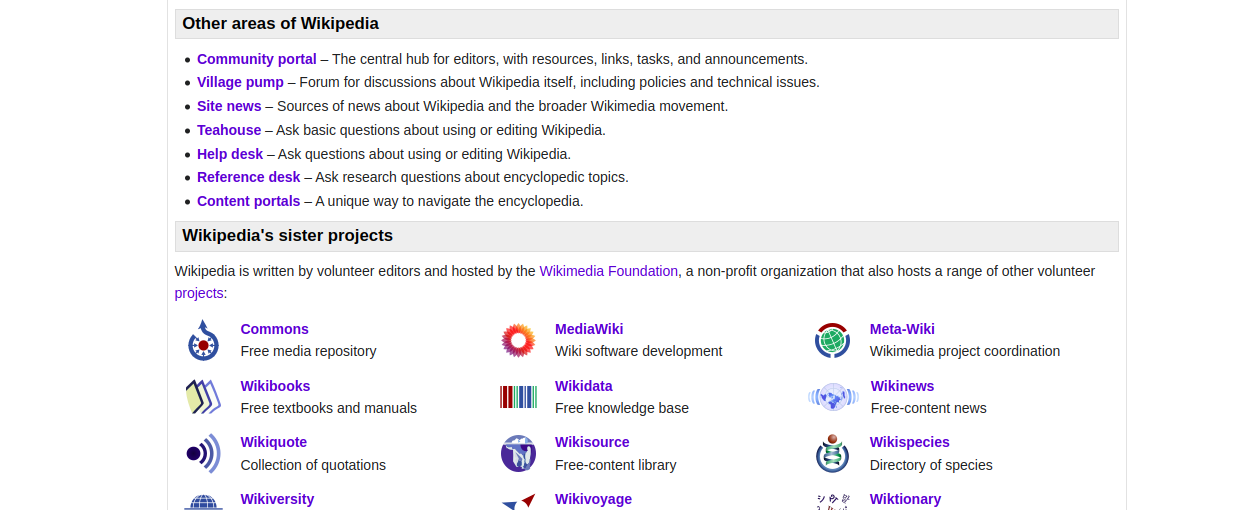 Other areas of Wikipedia
Community portal – The central hub for editors, with resources, links, tasks, and announcements.
Village pump – Forum for discussions about Wikipedia itself, including policies and technical issues.
Site news – Sources of news about Wikipedia and the broader Wikimedia movement.
Teahouse – Ask basic questions about using or editing Wikipedia.
Help desk – Ask questions about using or editing Wikipedia.
Reference desk – Ask research questions about encyclopedic topics.
Content portals – A unique way to navigate the encyclopedia.
Wikipedia's sister projects
Wikipedia is written by volunteer editors and hosted by the Wikimedia Foundation, a non-profit organization that also hosts a range of other volunteer
projects:
Commons
Free media repository
MediaWiki
Wiki software development
Meta-Wiki
Wikimedia project coordination
Wikibooks
Free textbooks and manuals
Wikidata
Free knowledge base
Wikinews
Free-content news
Wikiquote
Collection of quotations
Wikisource
Free-content library
Wikispecies
Directory of species
Wikiversity
Wikivoyage
Wiktionary